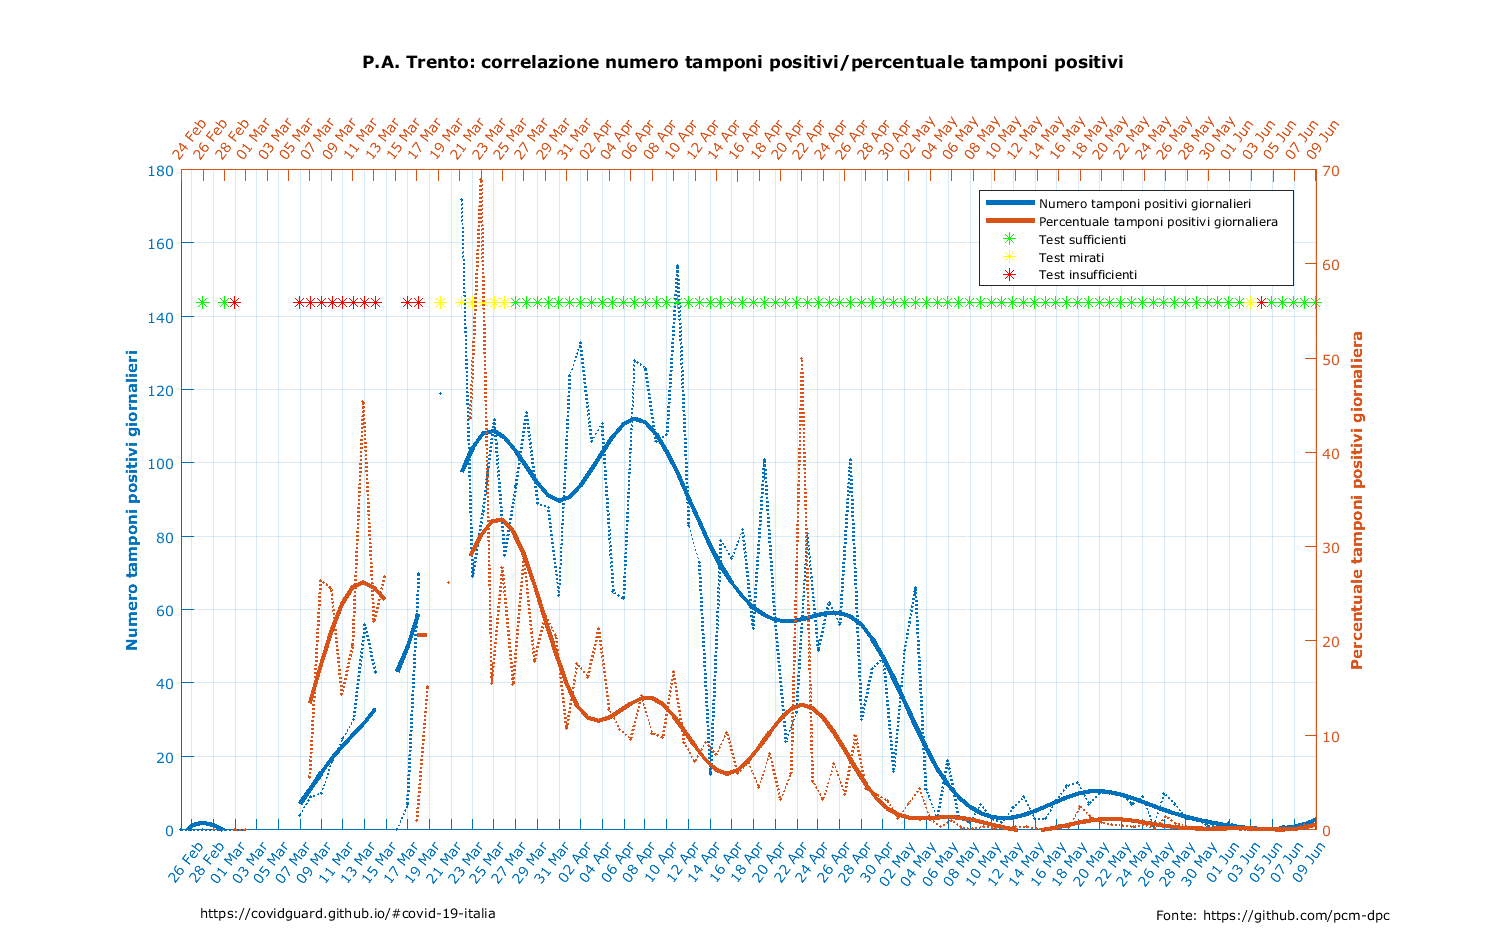 P.A. Trento: correlazione numero tamponi positivi/percentuale tamponi positivi
24 Feb 26 Feb 28 Feb 01 Mar 03 Mar 05 Mar 07 Mar 09 Mar 11 Mar 13 Mar 15 Mar 17 Mar 19 Mar 21 Mar 23 Mar 25 Mar 27 Mar 29 Mar 31 Mar 02 Apr 04 Apr 06 Apr 08 Apr 10 Apr 12 Apr 14 Apr 16 Apr 18 Apr 20 Apr 22 Apr 24 Apr 26 Apr 28 Apr 30 Apr 02 May 04 May 06 May 08 May 10 May 12 May 14 May 16 May 18 May 20 May 22 May 24 May 26 May 28 May 30 May 01 Jun 03 Jun 05 Jun 07 Jun 09 Jun
180
160
140
120
100
80
60
40
20
0
Numero tamponi positivi giornalieri
Numero tamponi positivi giornalieri
Percentuale tamponi positivi giornaliera
Test sufficienti
Test mirati
Test insufficienti
70
60
50
40
30
20
10
0
Percentuale tamponi positivi giornaliera
26 Feb 28 Feb 01 Mar 03 Mar 05 Mar 07 Mar 09 Mar 11 Mar 13 Mar 15 Mar 17 Mar 19 Mar 21 Mar 23 Mar 25 Mar 27 Mar 29 Mar 31 Mar 02 Apr 04 Apr 06 Apr 08 Apr 10 Apr 12 Apr 14 Apr 16 Apr 18 Apr 20 Apr 22 Apr 24 Apr 26 Apr 28 Apr 30 Apr 02 May 04 May 06 May 08 May 10 May 12 May 14 May 16 May 18 May 20 May 22 May 24 May 26 May 28 May 30 May 01 Jun 03 Jun 05 Jun 07 Jun 09 Jun
https://covidguard.github.io/#covid-19-italia
Fonte: https://github.com/pcm-dpc